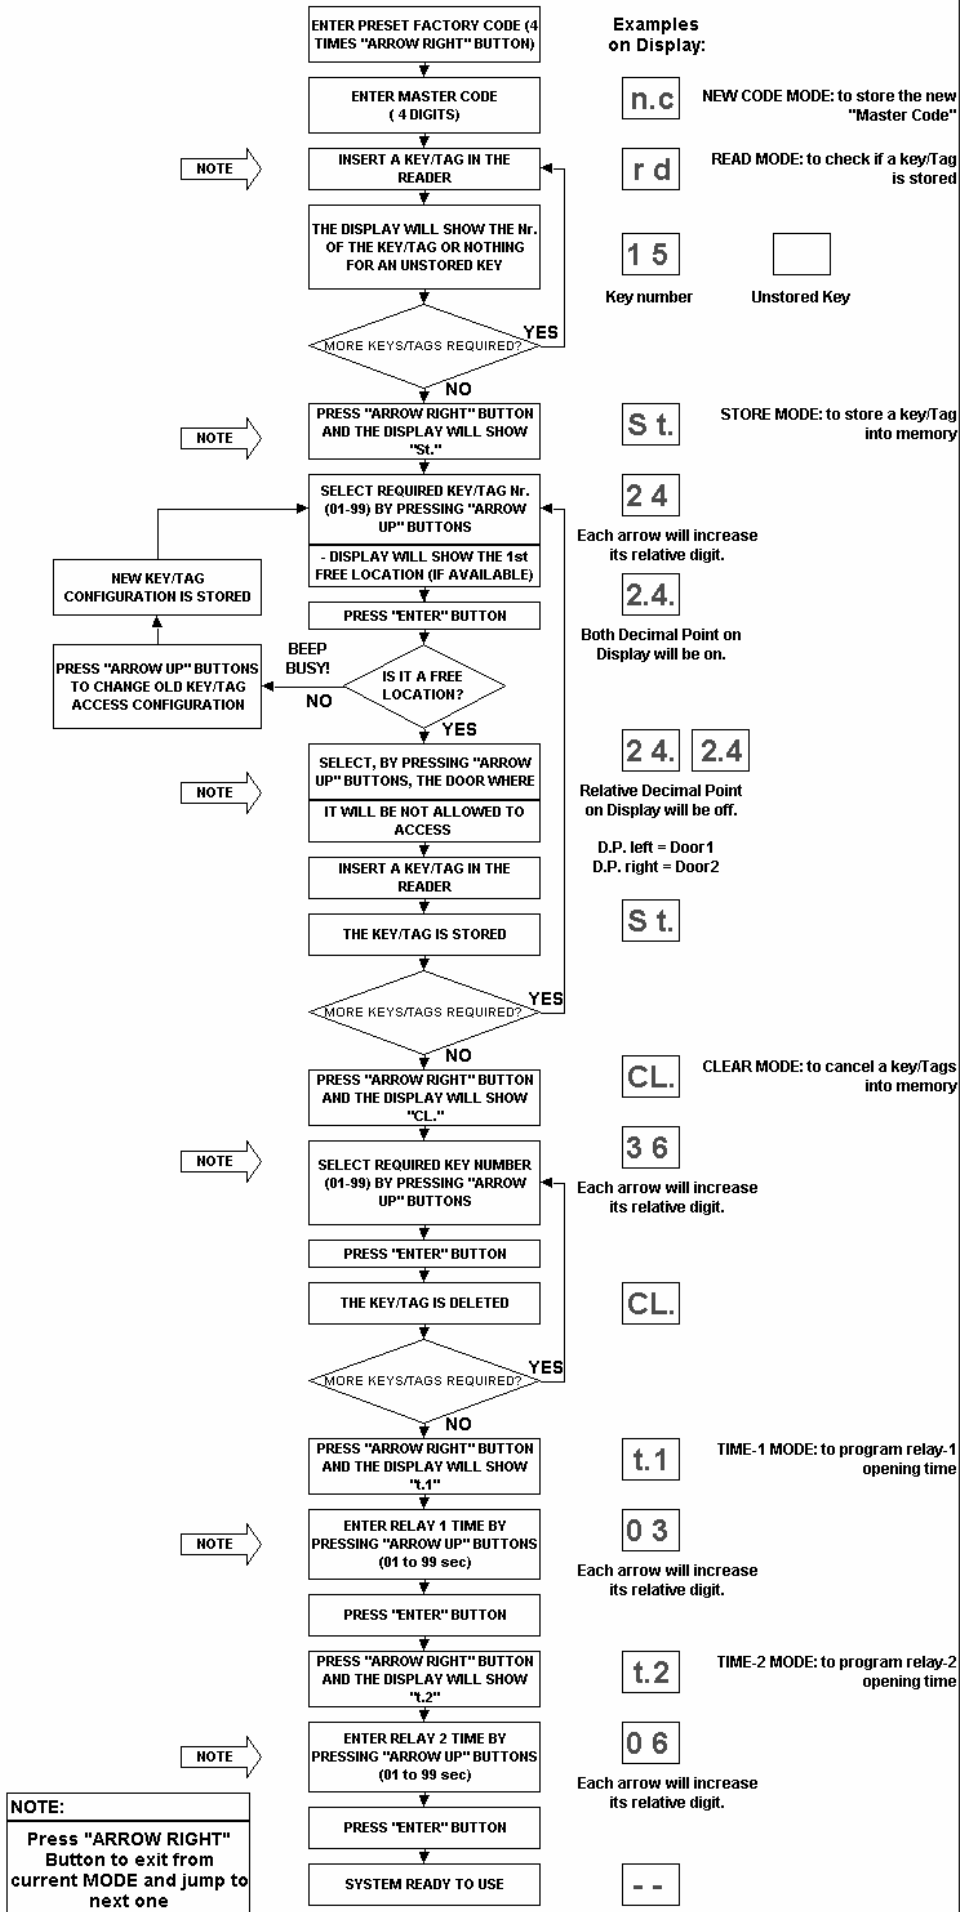 ENTER PRESET FACTORY CODE (4
TIMES "ARROW RIGHT" BUTTON)
Examples
on Display:
ENTER MASTER CODE
( 4 DIGITS)
n.c
NEW CODE MODE: to store the new
"Master Code"
NOTE
INSERT A KEY/TAG IN THE
READER
r d
READ MODE: to check if a key/Tag
is stored
THE DISPLAY WILL SHOW THE Nr.
OF THE KEY/TAG OR NOTHING
FOR AN UNSTORED KEY
1 5
Key number
Unstored Key
MORE KEYS/TAGS REQUIRED?
YES
NO
NOTE
PRESS "ARROW RIGHT" BUTTON
AND THE DISPLAY WILL SHOW
"St."
S t.
STORE MODE: to store a key/Tag
into memory
SELECT REQUIRED KEY/TAG Nr.
(01-99) BY PRESSING "ARROW
UP" BUTTONS
2 4
Each arrow will increase
its relative digit.
- DISPLAY WILL SHOW THE 1st
FREE LOCATION (IF AVAILABLE)
NEW KEY/TAG
CONFIGURATION IS STORED
PRESS "ENTER" BUTTON
2.4.
Both Decimal Point on
Display will be on.
BEEP
BUSY!
PRESS "ARROW UP" BUTTONS
TO CHANGE OLD KEY/TAG
ACCESS CONFIGURATION
NO
IS IT A FREE
LOCATION?
YES
NOTE
SELECT, BY PRESSING "ARROW
UP" BUTTONS, THE DOOR WHERE
IT WILL BE NOT ALLOWED TO
ACCESS
2 4.
2.4
Relative Decimal Point
on Display will be off.
D.P. left = Door1
D.P. right = Door2
INSERT A KEY/TAG IN THE
READER
THE KEY/TAG IS STORED
S t.
MORE KEYS/TAGS REQUIRED?
YES
NO
PRESS "ARROW RIGHT" BUTTON
AND THE DISPLAY WILL SHOW
"CL."
CL.
CLEAR MODE: to cancel a key/Tags
into memory
NOTE
SELECT REQUIRED KEY NUMBER
(01-99) BY PRESSING "ARROW
UP" BUTTONS
3 6
Each arrow will increase
its relative digit.
PRESS "ENTER" BUTTON
THE KEY/TAG IS DELETED
CL.
MORE KEYS/TAGS REQUIRED?
YES
NO
PRESS "ARROW RIGHT" BUTTON
AND THE DISPLAY WILL SHOW
"t.1"
t.1
TIME-1 MODE: to program relay-1
opening time
NOTE
ENTER RELAY 1 TIME BY
PRESSING "ARROW UP" BUTTONS
(01 to 99 sec)
0 3
Each arrow will increase
its relative digit.
PRESS "ENTER" BUTTON
PRESS "ARROW RIGHT" BUTTON
AND THE DISPLAY WILL SHOW
"t.2"
t.2
TIME-2 MODE: to program relay-2
opening time
NOTE
ENTER RELAY 2 TIME BY
PRESSING "ARROW UP" BUTTONS
(01 to 99 sec)
0 6
Each arrow will increase
its relative digit.
PRESS "ENTER" BUTTON
SYSTEM READY TO USE
- -
NOTE:
Press "ARROW RIGHT"
Button to exit from
current MODE and jump to
next one